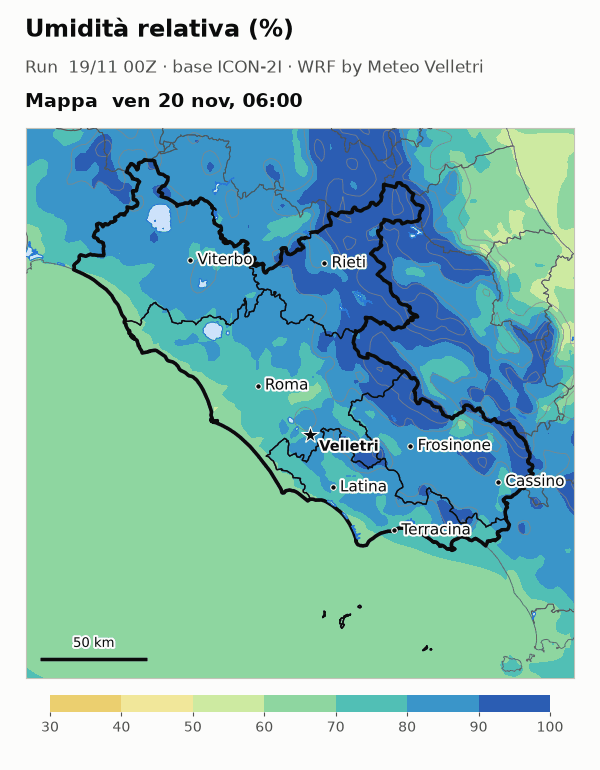 Umidità relativa (%)
Run  19/11 00Z · base ICON-2I · WRF by Meteo Velletri
Mappa  ven 20 nov, 06:00
Viterbo
Rieti
Roma
Velletri
Frosinone
Latina
Cassino
Terracina
50 km
30 40 50 60 70 80 90 100